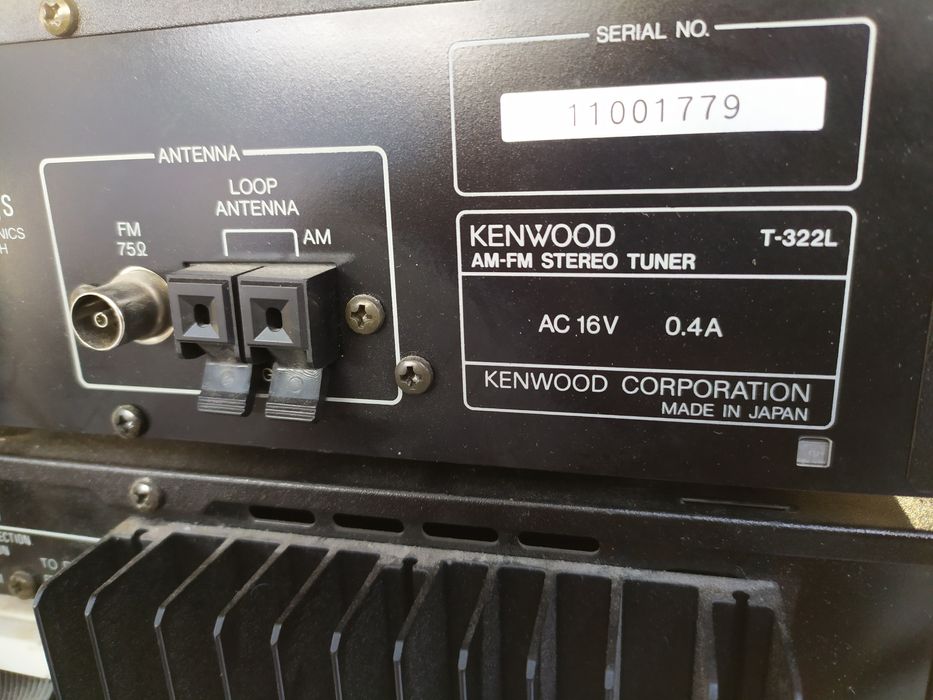 SERIAL NO.
11001779
ANTENNA
LOOP
ANTENNA
FM
75Ω
AM
KENWOOD T-322L
AM-FM STEREO TUNER
AC 16V 0.4A
KENWOOD CORPORATION
MADE IN JAPAN
TO